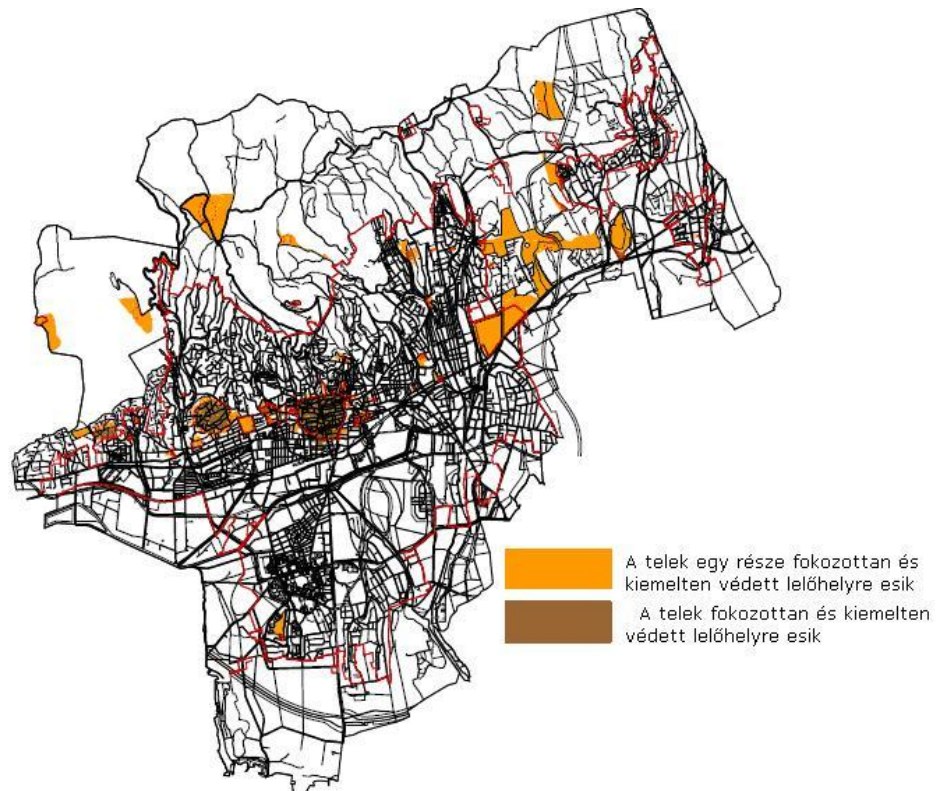 A telek egy része fokozottan és
kiemelten védett lelőhelyre esik
A telek fokozottan és kiemelten
védett lelőhelyre esik